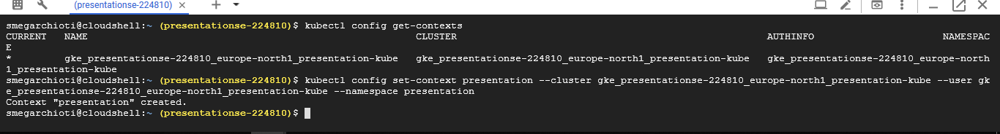 (presentationse-224810) × + ▾
smegarchioti@cloudshell:~ (presentationse-224810)$ kubectl config get-contexts
CURRENT   NAME                                                         CLUSTER                                                      AUTHINFO                       NAMESPAC
E
*         gke_presentationse-224810_europe-north1_presentation-kube   gke_presentationse-224810_europe-north1_presentation-kube   gke_presentationse-224810_europe-north
1_presentation-kube
smegarchioti@cloudshell:~ (presentationse-224810)$ kubectl config set-context presentation --cluster gke_presentationse-224810_europe-north1_presentation-kube --user gk
e_presentationse-224810_europe-north1_presentation-kube --namespace presentation
Context "presentation" created.
smegarchioti@cloudshell:~ (presentationse-224810)$